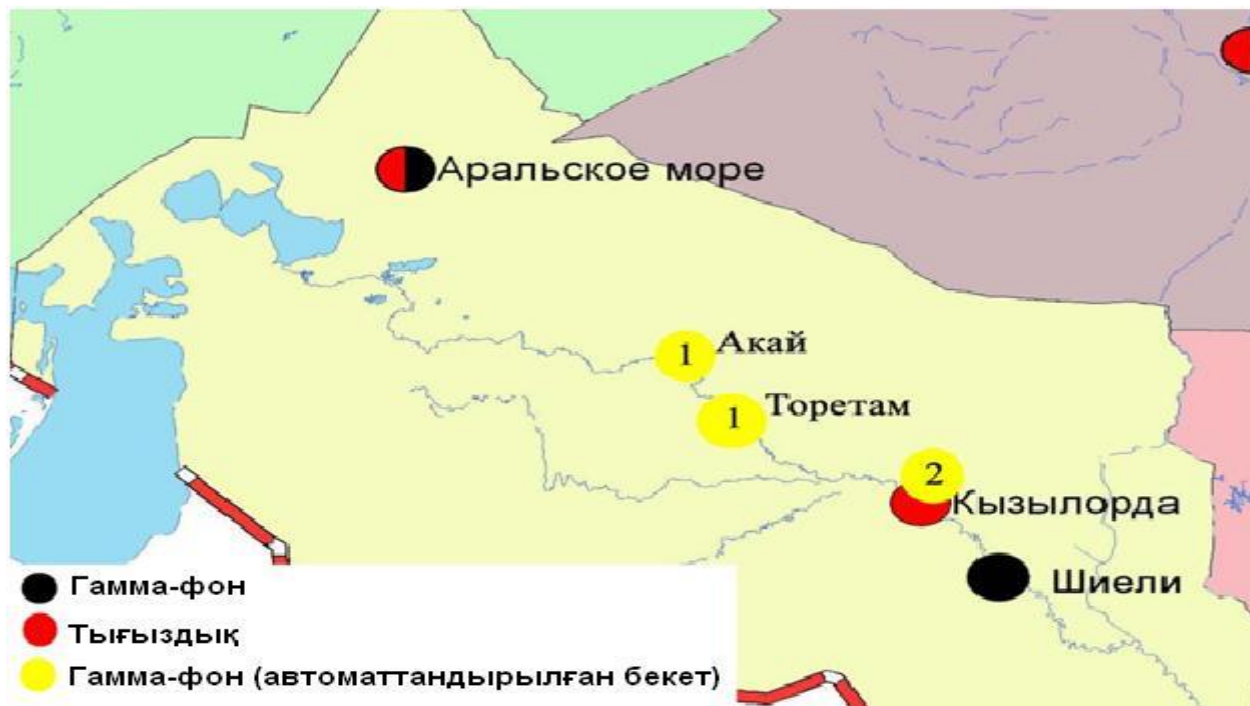 Аральское море
1 Акай
1 Торетам
2
Кызылорда
Шиели
Гамма-фон
Тығыздық
Гамма-фон (автоматтандырылған бекет)